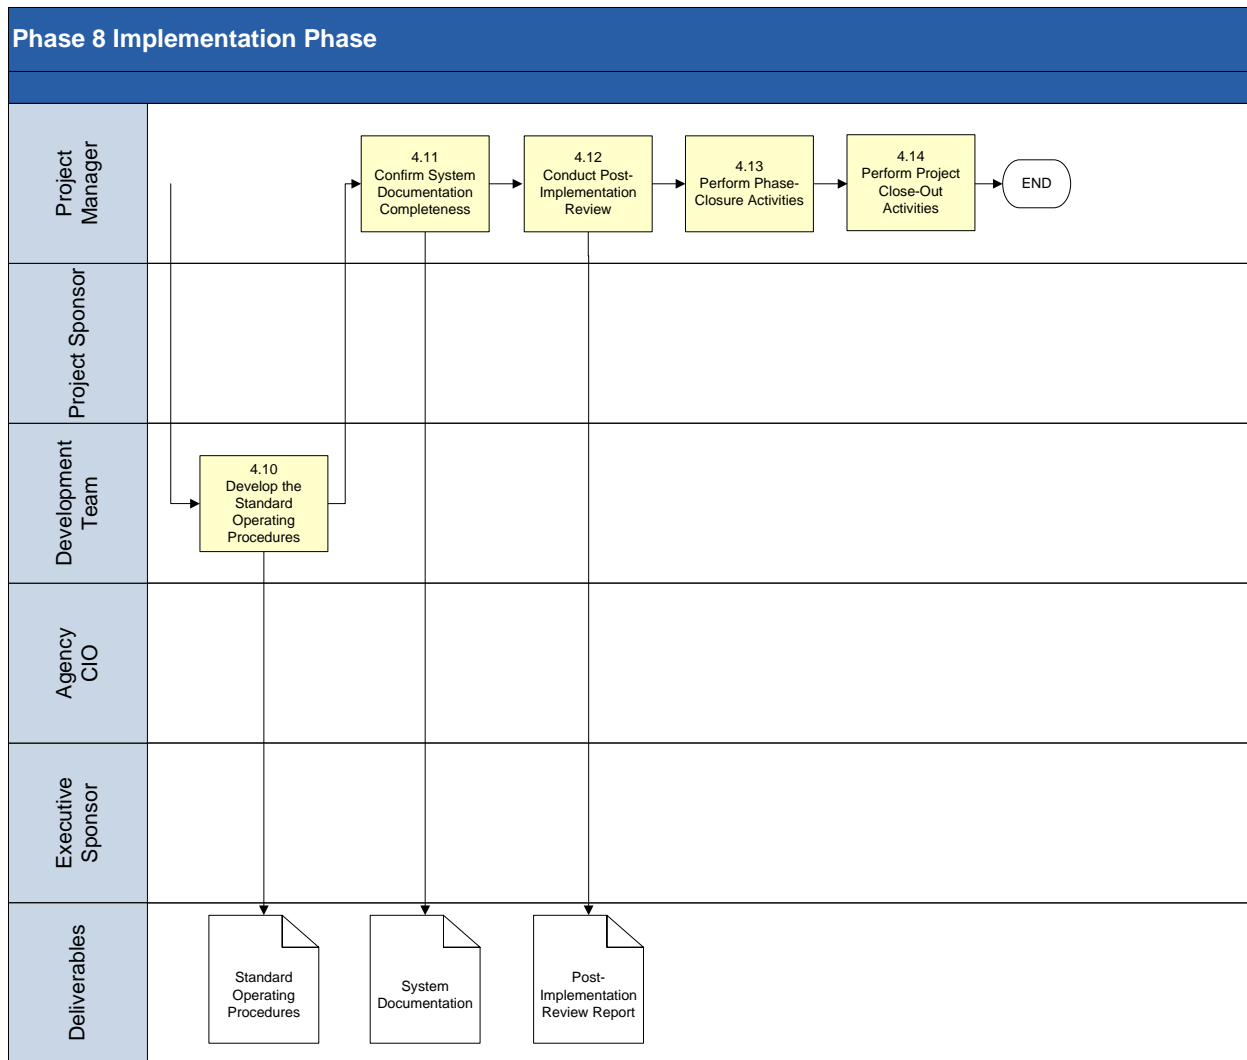 Phase 8 Implementation Phase
Project
Manager
4.11
Confirm System
Documentation
Completeness
4.12
Conduct Post-
Implementation
Review
4.13
Perform Phase-
Closure Activities
4.14
Perform Project
Close-Out
Activities
END
Project Sponsor
Development
Team
4.10
Develop the
Standard
Operating
Procedures
Agency
CIO
Executive
Sponsor
Deliverables
Standard
Operating
Procedures
System
Documentation
Post-
Implementation
Review Report